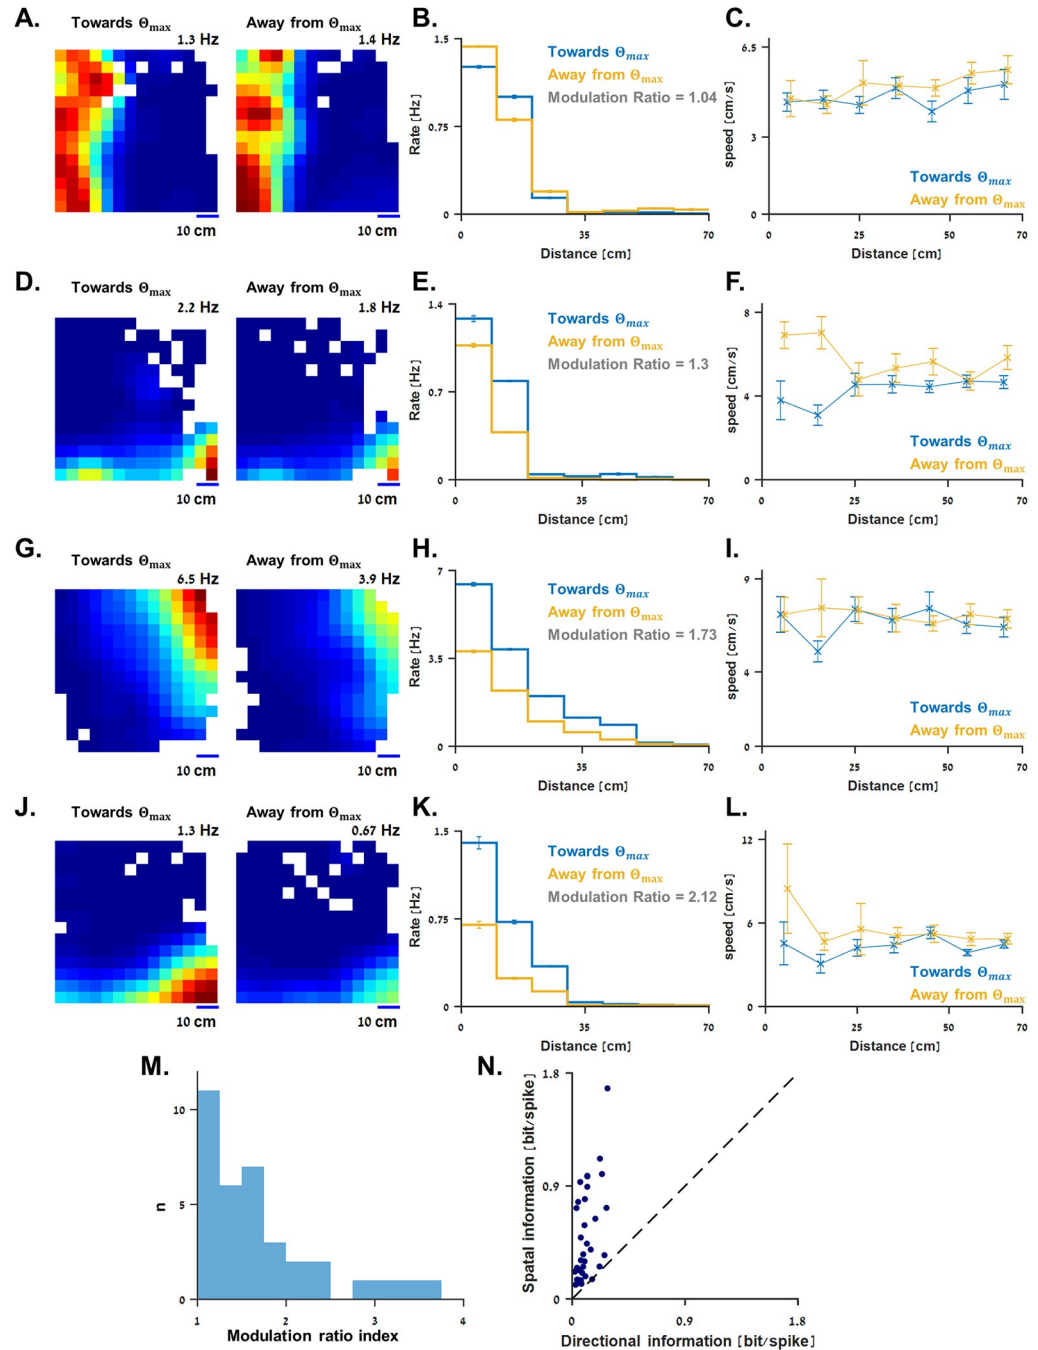 A.
Towards Θmax
1.3 Hz
Away from Θmax
1.4 Hz
10 cm
10 cm
B.
1.5
0.75
0
Rate [Hz]
Towards Θmax
Away from Θmax
Modulation Ratio = 1.04
0 35 70
Distance [cm]
C.
6.5
3
0
speed [cm/s]
Towards Θmax
Away from Θmax
0 25 50 70
Distance [cm]
D.
Towards Θmax
2.2 Hz
Away from Θmax
1.8 Hz
10 cm
10 cm
E.
1.4
0.7
0
Rate [Hz]
Towards Θmax
Away from Θmax
Modulation Ratio = 1.3
0 35 70
Distance [cm]
F.
8
4
0
speed [cm/s]
Towards Θmax
Away from Θmax
0 25 50 70
Distance [cm]
G.
Towards Θmax
6.5 Hz
Away from Θmax
3.9 Hz
10 cm
10 cm
H.
7
3.5
0
Rate [Hz]
Towards Θmax
Away from Θmax
Modulation Ratio = 1.73
0 35 70
Distance [cm]
I.
9
4
0
speed [cm/s]
Towards Θmax
Away from Θmax
0 25 50 70
Distance [cm]
J.
Towards Θmax
1.3 Hz
Away from Θmax
0.67 Hz
10 cm
10 cm
K.
1.5
0.75
0
Rate [Hz]
Towards Θmax
Away from Θmax
Modulation Ratio = 2.12
0 35 70
Distance [cm]
L.
12
6
0
speed [cm/s]
Towards Θmax
Away from Θmax
0 25 50 70
Distance [cm]
M.
10
5
0
n
1 2 3 4
Modulation ratio index
N.
1.8
0.9
0
Spatal information [bit/spike]
0 0.9 1.8
Directional information [bit/spike]